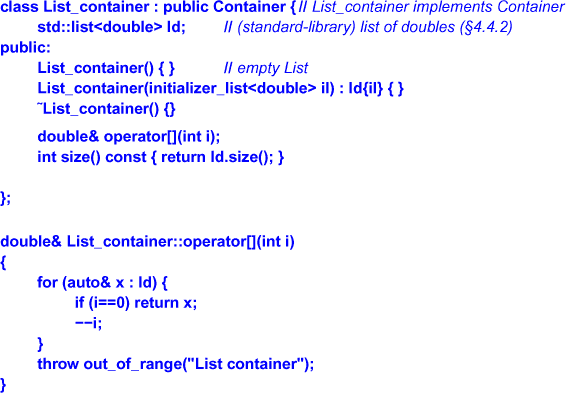 class List_container : public Container { // List_container implements Container
std::list<double> ld; // (standard-library) list of doubles (§4.4.2)
public:
List_container() { } // empty List
List_container(initializer_list<double> il) : ld{il} { }
~List_container() {}
double& operator[](int i);
int size() const { return ld.size(); }
};
double& List_container::operator[](int i)
{
for (auto& x : ld) {
if (i==0) return x;
−−i;
}
throw out_of_range("List container");
}